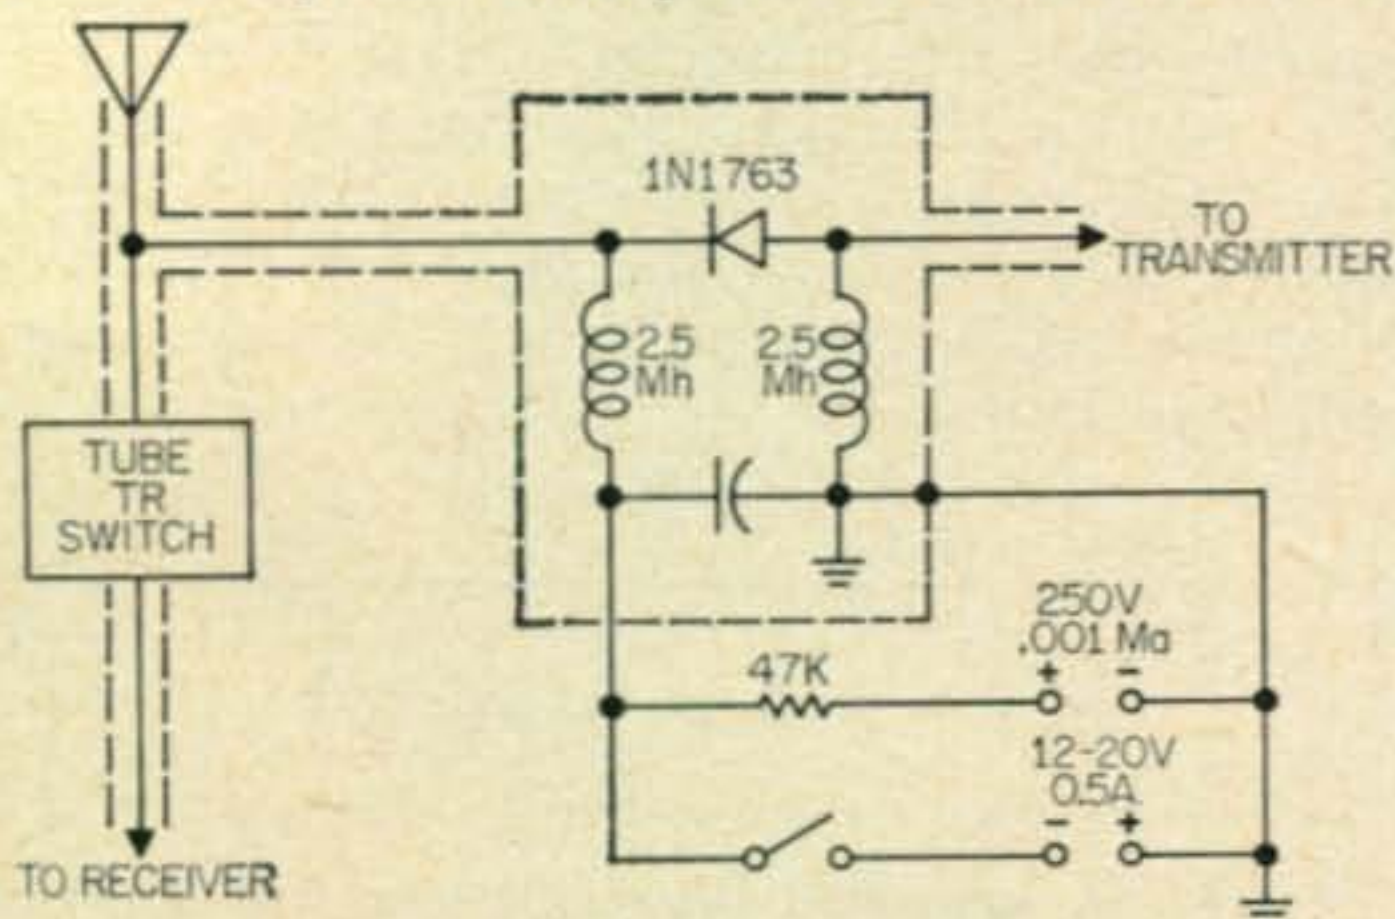 1N1763
TO
TRANSMITTER
2.5
Mh
2.5
Mh
TUBE
TR
SWITCH
250V
.001 Ma
+ -
47K
12-20V
0.5A
- +
TO RECEIVER